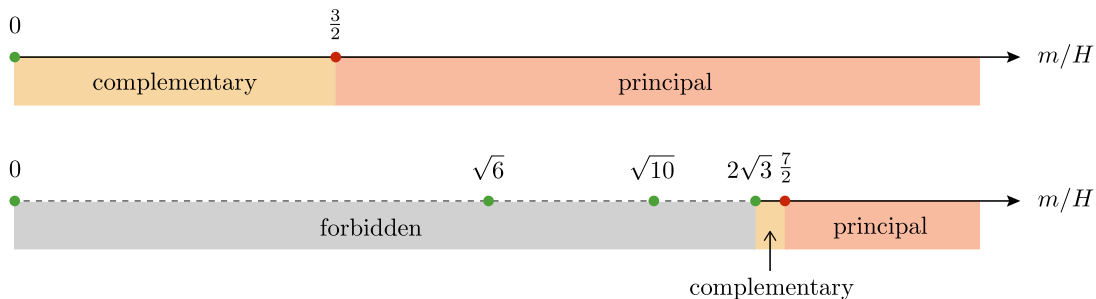 0 3/2
m/H
complementary principal
0 √6 √10 2√3 7/2
m/H
forbidden principal
complementary